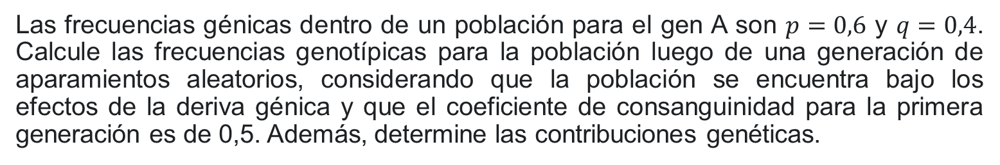 Las frecuencias génicas dentro de un población para el gen A son p = 0,6 y q = 0,4.
Calcule las frecuencias genotípicas para la población luego de una generación de
aparamientos aleatorios, considerando que la población se encuentra bajo los
efectos de la deriva génica y que el coeficiente de consanguinidad para la primera
generación es de 0,5. Además, determine las contribuciones genéticas.